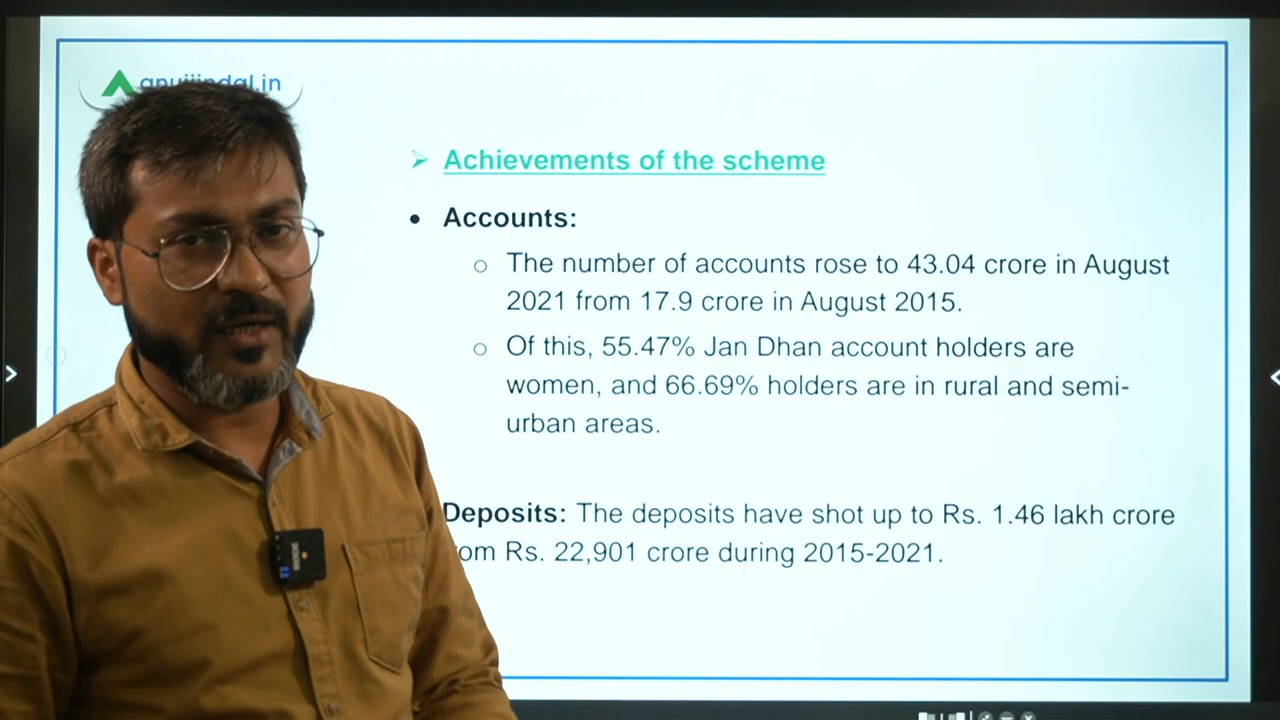 anujjindal.in
➢ Achievements of the scheme
• Accounts:
○ The number of accounts rose to 43.04 crore in August
2021 from 17.9 crore in August 2015.
○ Of this, 55.47% Jan Dhan account holders are
women, and 66.69% holders are in rural and semi-
urban areas.
Deposits: The deposits have shot up to Rs. 1.46 lakh crore
om Rs. 22,901 crore during 2015-2021.
RODE